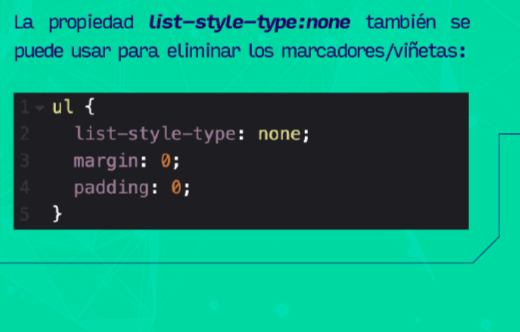 La propiedad list-style-type:none también se
puede usar para eliminar los marcadores/viñetas:
1 ul {
2 list-style-type: none;
3 margin: 0;
4 padding: 0;
5 }